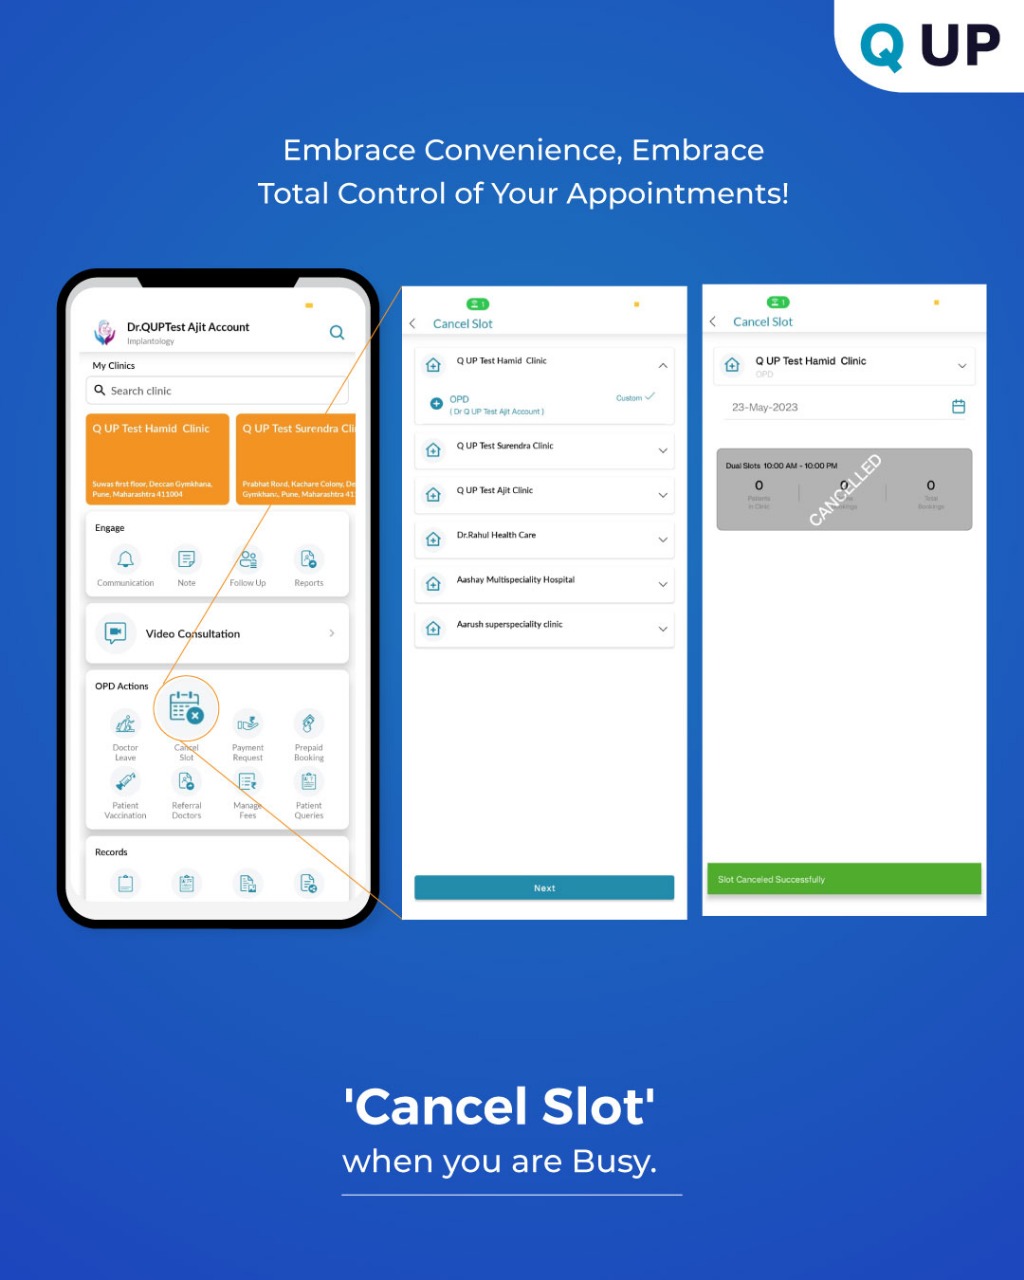 Q UP
Embrace Convenience, Embrace
Total Control of Your Appointments!
Dr.QUPTest Ajit Account
Implantology
My Clinics
Search clinic
Q UP Test Hamid Clinic
Suwas first floor, Deccan Gymkhana,
Pune, Maharashtra 411004
Q UP Test Surendra Cli
Prabhat Road, Kachare Colony, De
Gymkhana, Pune, Maharashtra 41
Engage
Communication
Note
Follow Up
Reports
Video Consultation
OPD Actions
Doctor
Leave
Cancel
Slot
Payment
Request
Prepaid
Booking
Patient
Vaccination
Referral
Doctors
Manage
Fees
Patient
Queries
Records
1
Cancel Slot
Q UP Test Hamid Clinic
OPD
( Dr Q UP Test Ajit Account )
Custom
Q UP Test Surendra Clinic
Q UP Test Ajit Clinic
Dr.Rahul Health Care
Aashay Multispeciality Hospital
Aarush superspeciality clinic
Next
1
Cancel Slot
Q UP Test Hamid Clinic
OPD
23-May-2023
Dual Slots 10:00 AM - 10:00 PM
0
Patients
In Clinic
0
CANCELLED
0
Total
Bookings
Slot Canceled Successfully
'Cancel Slot'
when you are Busy.